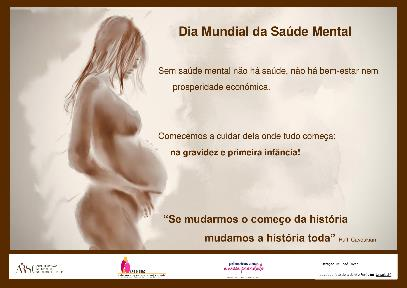 Dia Mundial da Saúde Mental
Sem saúde mental não há saúde, não há bem-estar nem
prosperidade económica.
Comecemos a cuidar dela onde tudo começa:
na gravidez e primeira infância!
“Se mudarmos o começo da história
mudamos a história toda”